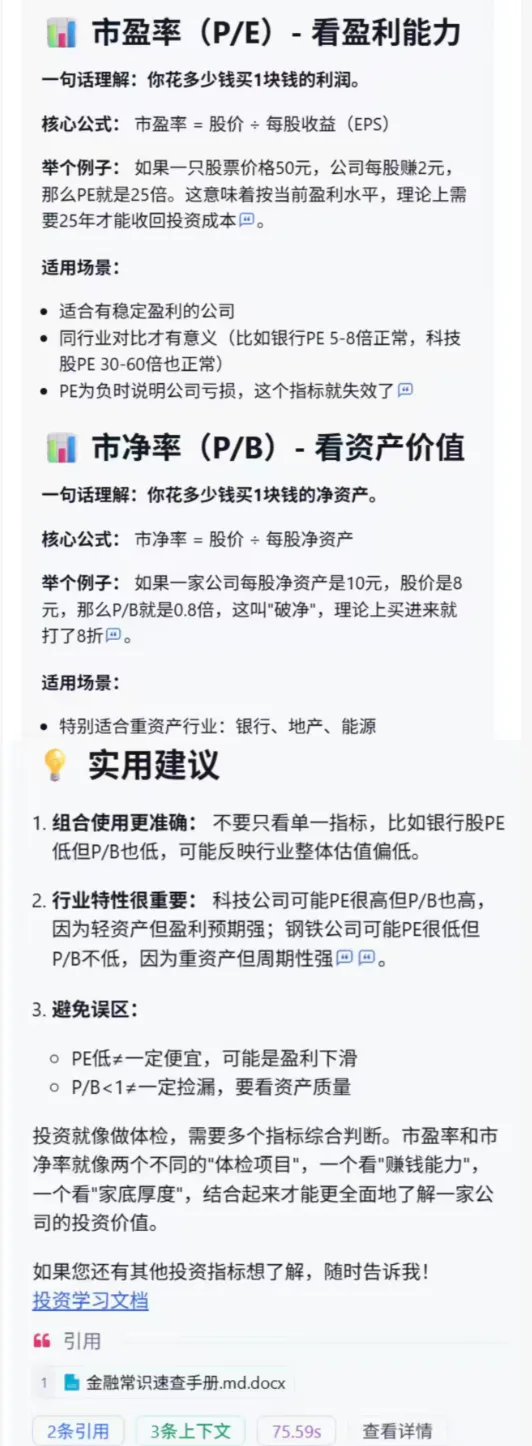 市盈率（P/E）- 看盈利能力
一句话理解：你花多少钱买1块钱的利润。
核心公式： 市盈率 = 股价 ÷ 每股收益（EPS）
举个例子： 如果一只股票价格50元，公司每股赚2元，
那么PE就是25倍。这意味着按当前盈利水平，理论上需
要25年才能收回投资成本。
适用场景：
• 适合有稳定盈利的公司
• 同行业对比才有意义（比如银行PE 5-8倍正常，科技
股PE 30-60倍也正常）
• PE为负时说明公司亏损，这个指标就失效了
市净率（P/B）- 看资产价值
一句话理解：你花多少钱买1块钱的净资产。
核心公式： 市净率 = 股价 ÷ 每股净资产
举个例子： 如果一家公司每股净资产是10元，股价是8
元，那么P/B就是0.8倍，这叫"破净"，理论上买进来就
打了8折。
适用场景：
• 特别适合重资产行业：银行、地产、能源
实用建议
1. 组合使用更准确： 不要只看单一指标，比如银行股PE
低但P/B也低，可能反映行业整体估值偏低。
2. 行业特性很重要： 科技公司可能PE很高但P/B也高，
因为轻资产但盈利预期强；钢铁公司可能PE很低但
P/B不低，因为重资产但周期性强。
3. 避免误区：
○ PE低≠一定便宜，可能是盈利下滑
○ P/B<1≠一定捡漏，要看资产质量
投资就像做体检，需要多个指标综合判断。市盈率和市
净率就像两个不同的"体检项目"，一个看"赚钱能力"，
一个看"家底厚度"，结合起来才能更全面地了解一家公
司的投资价值。
如果您还有其他投资指标想了解，随时告诉我！
投资学习文档
引用
1 金融常识速查手册.md.docx
2条引用 3条上下文 75.59s 查看详情